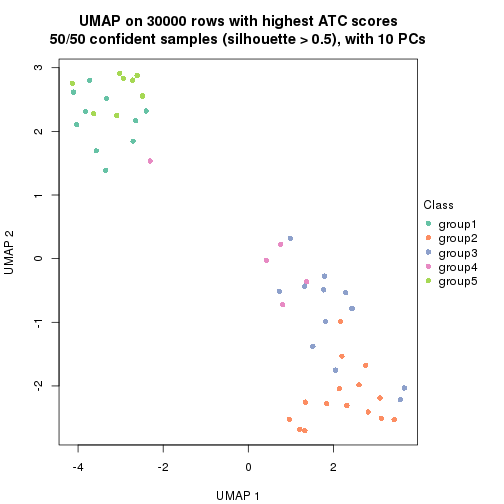 UMAP on 30000 rows with highest ATC scores
50/50 confident samples (silhouette > 0.5), with 10 PCs
3
2
1
0
-1
-2
UMAP 2
-4
-2
0
2
UMAP 1
Class
group1
group2
group3
group4
group5